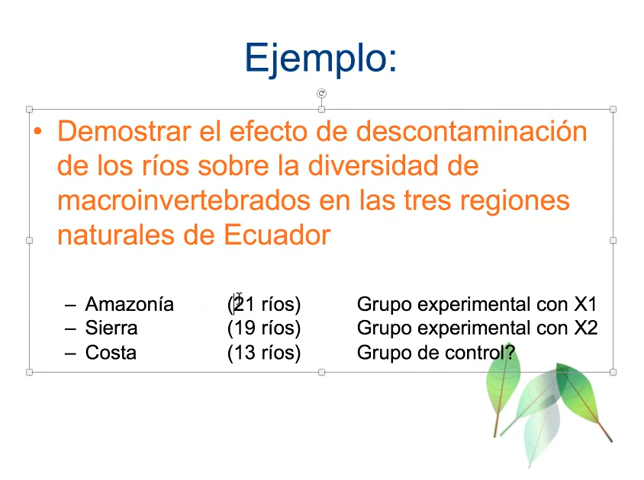 Ejemplo:
• Demostrar el efecto de descontaminación
de los ríos sobre la diversidad de
macroinvertebrados en las tres regiones
naturales de Ecuador
– Amazonía (21 ríos) Grupo experimental con X1
– Sierra (19 ríos) Grupo experimental con X2
– Costa (13 ríos) Grupo de control?